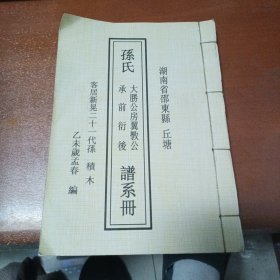 湖南省邵東縣 丘塘
孫氏 大勝公房翼教公 承前衍後 譜系冊
客居新晃二十一代孫 積木
乙未歲孟春 編